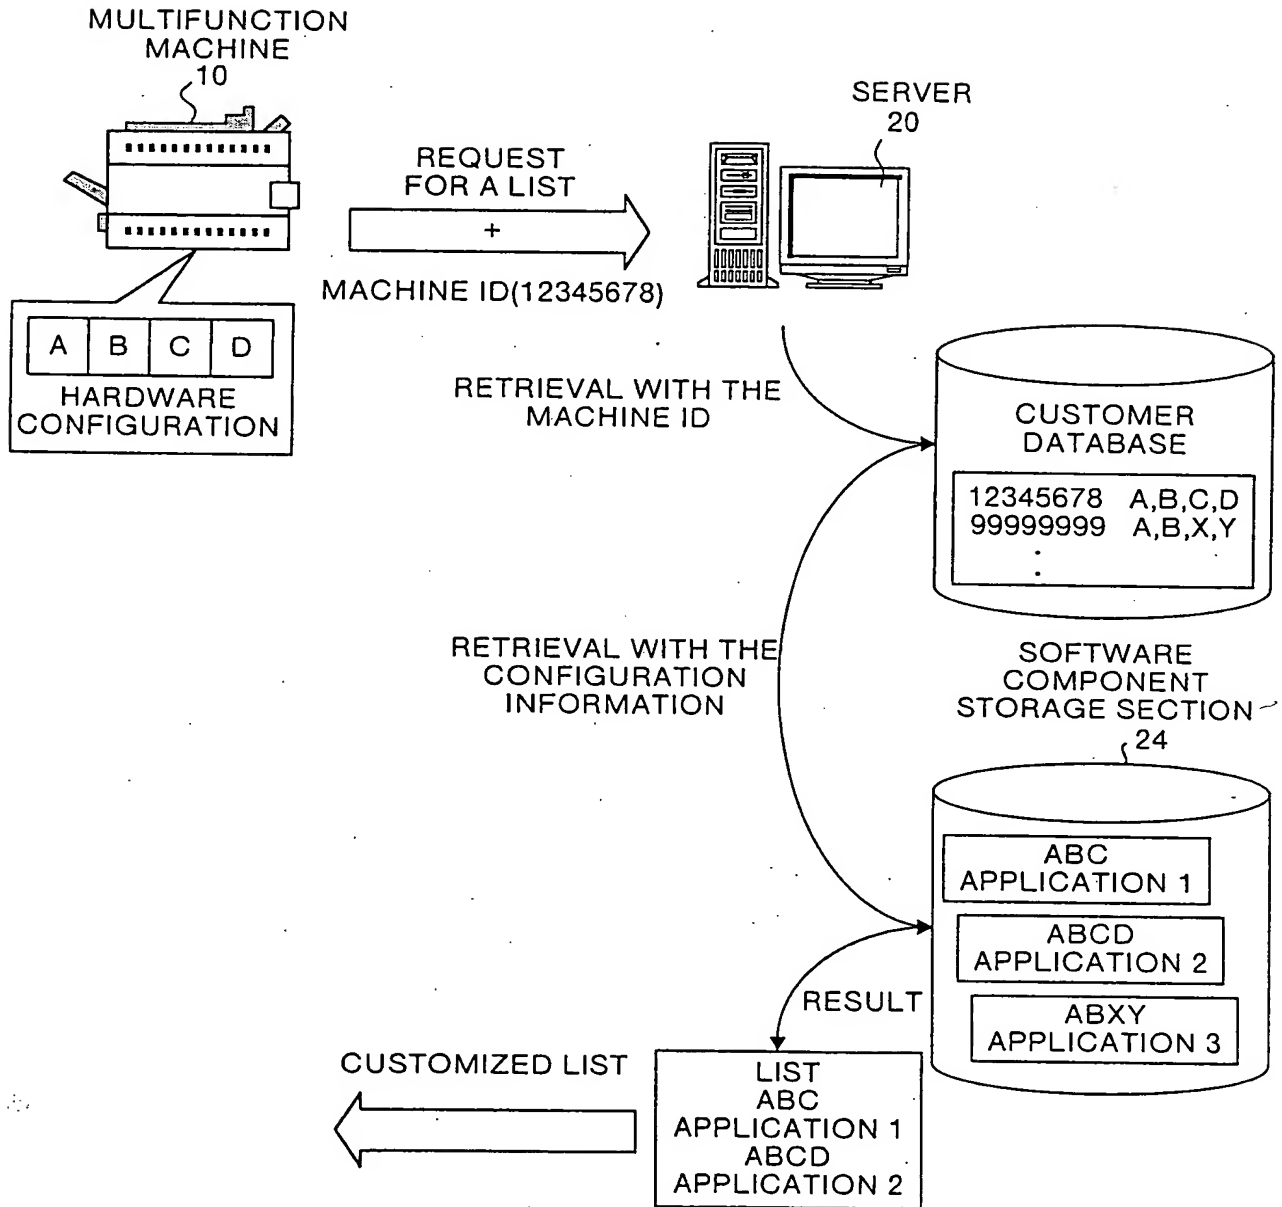 MULTIFUNCTION
MACHINE
10
SERVER
20
REQUEST
FOR A LIST
+
MACHINE ID(12345678)
A B C D
HARDWARE
CONFIGURATION
RETRIEVAL WITH THE
MACHINE ID
CUSTOMER
DATABASE
12345678 A,B,C,D
99999999 A,B,X,Y
:
RETRIEVAL WITH THE
CONFIGURATION
INFORMATION
SOFTWARE
COMPONENT
STORAGE SECTION
24
ABC
APPLICATION 1
ABCD
APPLICATION 2
ABXY
APPLICATION 3
RESULT
CUSTOMIZED LIST
LIST
ABC
APPLICATION 1
ABCD
APPLICATION 2